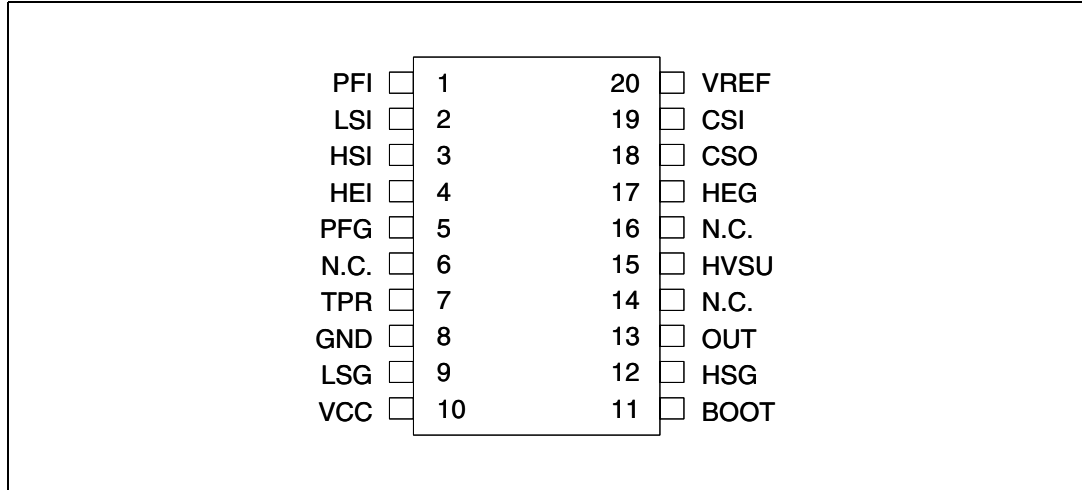 PFI 1 20 VREF
LSI 2 19 CSI
HSI 3 18 CSO
HEI 4 17 HEG
PFG 5 16 N.C.
N.C. 6 15 HVSU
TPR 7 14 N.C.
GND 8 13 OUT
LSG 9 12 HSG
VCC 10 11 BOOT